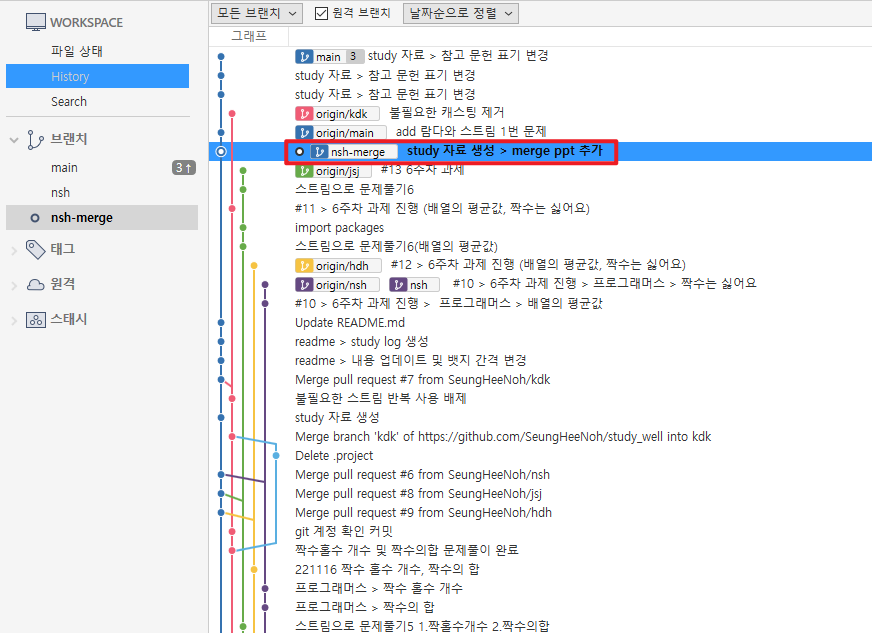 WORKSPACE
파일 상태
History
Search
브랜치
main 3↑
nsh
nsh-merge
태그
원격
스태시
모든 브랜치 원격 브랜치 날짜순으로 정렬
그래프
main 3 study 자료 > 참고 문헌 표기 변경
study 자료 > 참고 문헌 표기 변경
study 자료 > 참고 문헌 표기 변경
origin/kdk 불필요한 캐스팅 제거
origin/main add 람다와 스트림 1번 문제
nsh-merge study 자료 생성 > merge ppt 추가
origin/jsj #13 6주차 과제
스트림으로 문제풀기6
#11 > 6주차 과제 진행 (배열의 평균값, 짝수는 싫어요)
import packages
스트림으로 문제풀기6(배열의 평균값)
origin/hdh #12 > 6주차 과제 진행 (배열의 평균값, 짝수는 싫어요)
origin/nsh nsh #10 > 6주차 과제 진행 > 프로그래머스 > 짝수는 싫어요
#10 > 6주차 과제 진행 > 프로그래머스 > 배열의 평균값
Update README.md
readme > study log 생성
readme > 내용 업데이트 및 뱃지 간격 변경
Merge pull request #7 from SeungHeeNoh/kdk
불필요한 스트림 반복 사용 배제
study 자료 생성
Merge branch 'kdk' of https://github.com/SeungHeeNoh/study_well into kdk
Delete .project
Merge pull request #6 from SeungHeeNoh/nsh
Merge pull request #8 from SeungHeeNoh/jsj
Merge pull request #9 from SeungHeeNoh/hdh
git 계정 확인 커밋
짝수홀수 개수 및 짝수의합 문제풀이 완료
221116 짝수 홀수 개수, 짝수의 합
프로그래머스 > 짝수 홀수 개수
프로그래머스 > 짝수의 합
스트림으로 문제풀기5 1.짝홀수개수 2.짝수의합